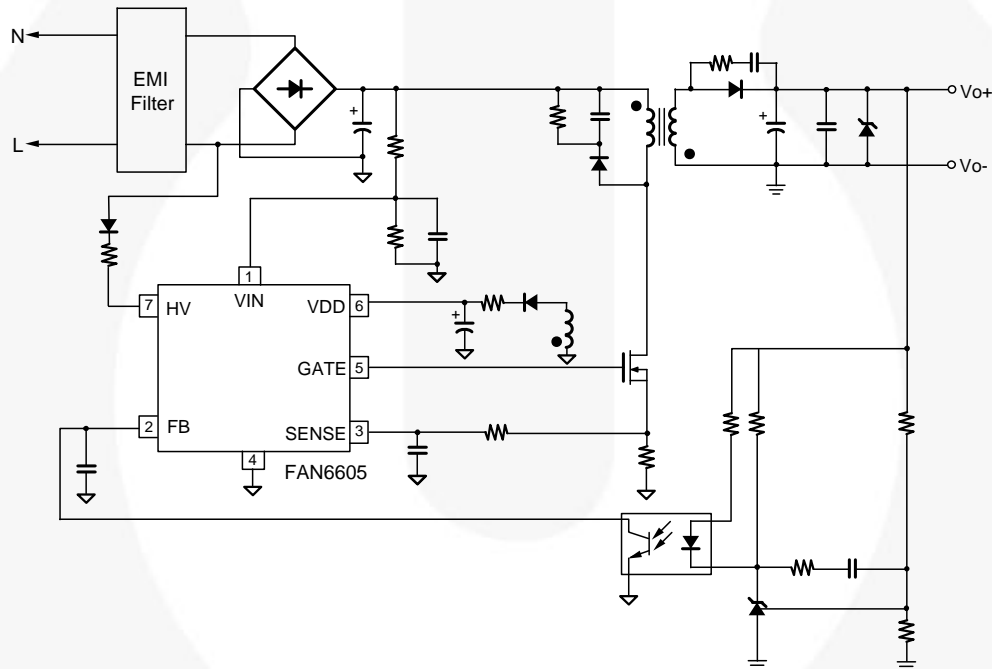 N
EMI
Filter
L
Vo+
Vo-
+
+
1
VIN
7
HV
VDD
6
+
GATE
5
2
FB
SENSE
3
4
FAN6605